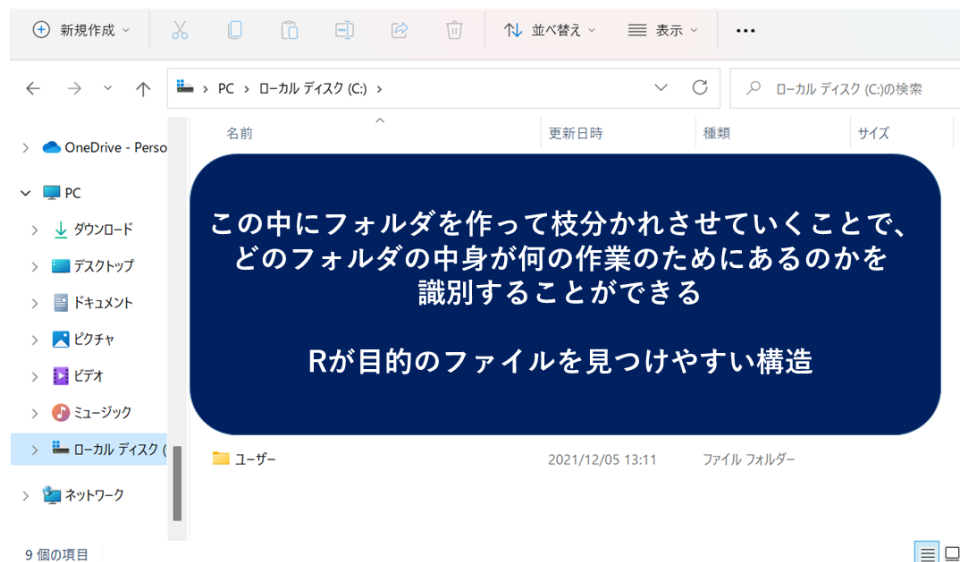 新規作成
並べ替え
表示
PC
ローカル ディスク (C:)
ローカル ディスク (C:)の検索
名前
更新日時
種類
サイズ
OneDrive - Perso
PC
ダウンロード
デスクトップ
ドキュメント
ピクチャ
ビデオ
ミュージック
ローカル ディスク (
ネットワーク
この中にフォルダを作って枝分かれさせていくことで、
どのフォルダの中身が何の作業のためにあるのかを
識別することができる
Rが目的のファイルを見つけやすい構造
ユーザー 2021/12/05 13:11 ファイル フォルダー
9 個の項目